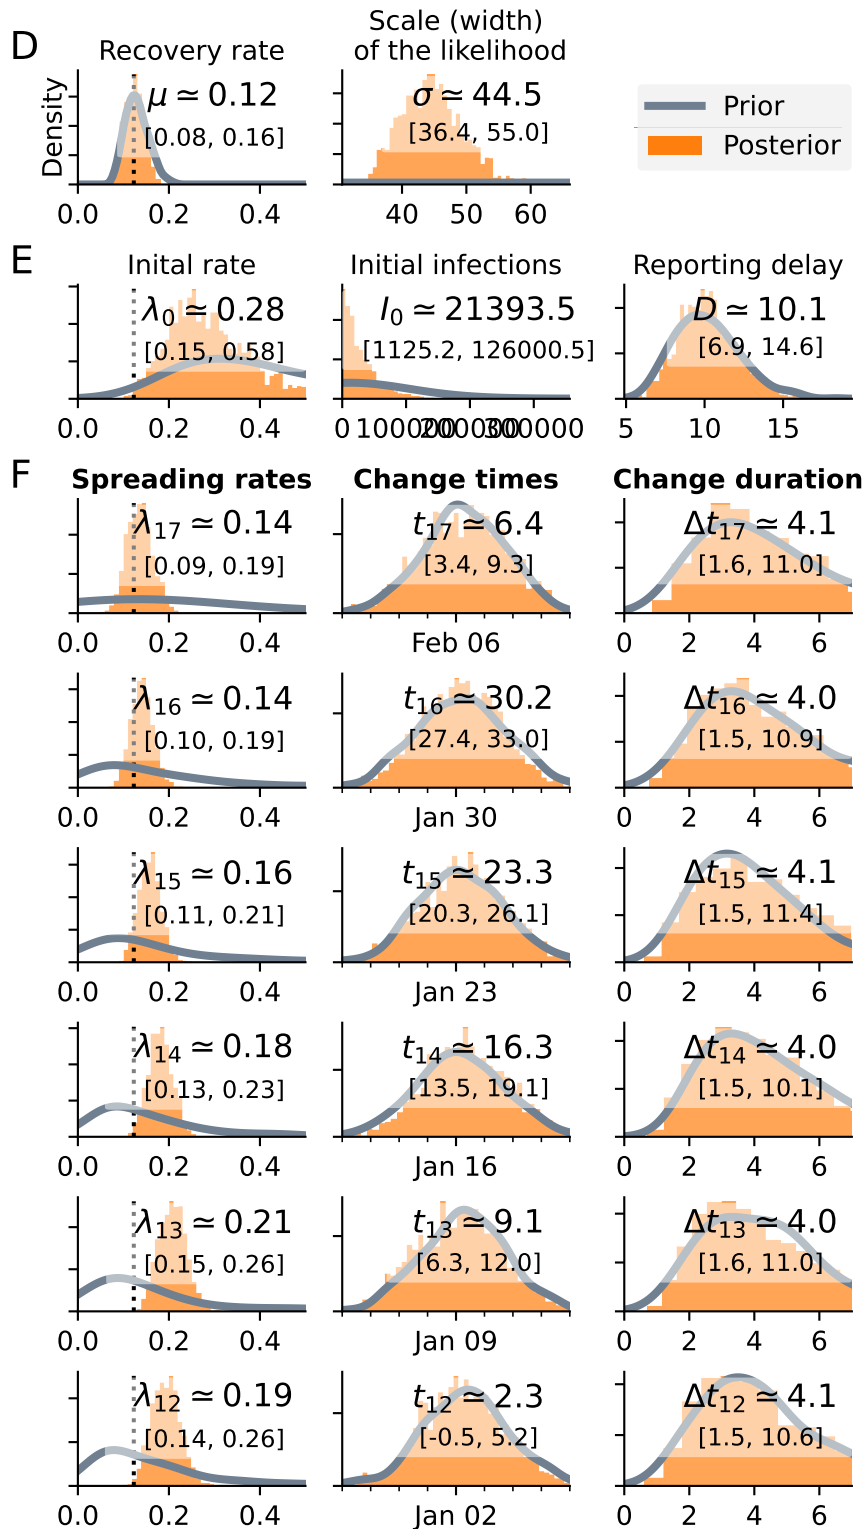 D
Recovery rate
Scale (width)
of the likelihood
Density
μ ≃ 0.12
[0.08, 0.16]
0.0 0.2 0.4
σ ≃ 44.5
[36.4, 55.0]
40 50 60
Prior
Posterior
E
Inital rate
Initial infections
Reporting delay
λ0 ≃ 0.28
[0.15, 0.58]
0.0 0.2 0.4
I0 ≃ 21393.5
[1125.2, 126000.5]
0 100000 200000 300000
D ≃ 10.1
[6.9, 14.6]
5 10 15
F
Spreading rates
Change times
Change duration
λ17 ≃ 0.14
[0.09, 0.19]
0.0 0.2 0.4
t17 ≃ 6.4
[3.4, 9.3]
Feb 06
Δt17 ≃ 4.1
[1.6, 11.0]
0 2 4 6
λ16 ≃ 0.14
[0.10, 0.19]
0.0 0.2 0.4
t16 ≃ 30.2
[27.4, 33.0]
Jan 30
Δt16 ≃ 4.0
[1.5, 10.9]
0 2 4 6
λ15 ≃ 0.16
[0.11, 0.21]
0.0 0.2 0.4
t15 ≃ 23.3
[20.3, 26.1]
Jan 23
Δt15 ≃ 4.1
[1.5, 11.4]
0 2 4 6
λ14 ≃ 0.18
[0.13, 0.23]
0.0 0.2 0.4
t14 ≃ 16.3
[13.5, 19.1]
Jan 16
Δt14 ≃ 4.0
[1.5, 10.1]
0 2 4 6
λ13 ≃ 0.21
[0.15, 0.26]
0.0 0.2 0.4
t13 ≃ 9.1
[6.3, 12.0]
Jan 09
Δt13 ≃ 4.0
[1.6, 11.0]
0 2 4 6
λ12 ≃ 0.19
[0.14, 0.26]
0.0 0.2 0.4
t12 ≃ 2.3
[-0.5, 5.2]
Jan 02
Δt12 ≃ 4.1
[1.5, 10.6]
0 2 4 6